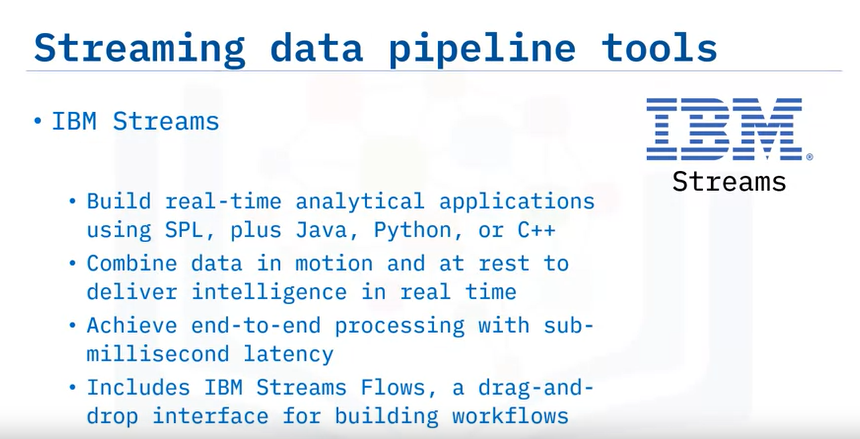 Streaming data pipeline tools
• IBM Streams
IBM®
Streams
• Build real-time analytical applications
using SPL, plus Java, Python, or C++
• Combine data in motion and at rest to
deliver intelligence in real time
• Achieve end-to-end processing with sub-
millisecond latency
• Includes IBM Streams Flows, a drag-and-
drop interface for building workflows